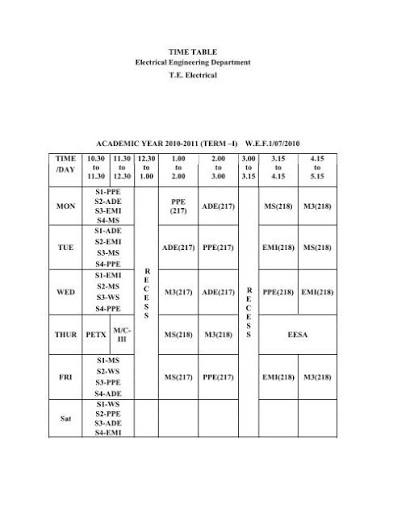 TIME TABLE
Electrical Engineering Department
T.E. Electrical
ACADEMIC YEAR 2010-2011 (TERM –I) W.E.F.1/07/2010
TIME /DAY 10.30 to 11.30 11.30 to 12.30 12.30 to 1.00 1.00 to 2.00 2.00 to 3.00 3.00 to 3.15 3.15 to 4.15 4.15 to 5.15
MON S1-PPE S2-ADE S3-EMI S4-MS RECESS PPE (217) ADE(217) RECESS MS(218) M3(218)
TUE S1-ADE S2-EMI S3-MS S4-PPE ADE(217) PPE(217) EMI(218) MS(218)
WED S1-EMI S2-MS S3-WS S4-PPE M3(217) ADE(217) PPE(218) EMI(218)
THUR PETX M/C-III MS(218) M3(218) EESA
FRI S1-MS S2-WS S3-PPE S4-ADE MS(217) PPE(217) EMI(218) M3(218)
Sat S1-WS S2-PPE S3-ADE S4-EMI